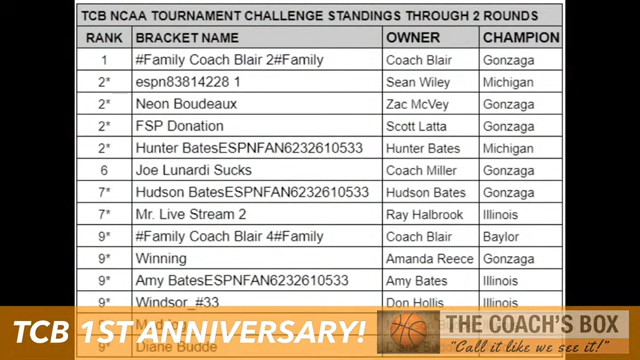 TCB NCAA TOURNAMENT CHALLENGE STANDINGS THROUGH 2 ROUNDS
RANK BRACKET NAME OWNER CHAMPION
1 #Family Coach Blair 2#Family Coach Blair Gonzaga
2* espn83814228 1 Sean Wiley Michigan
2* Neon Boudeaux Zac McVey Gonzaga
2* FSP Donation Scott Latta Gonzaga
2* Hunter BatesESPNFAN6232610533 Hunter Bates Michigan
6 Joe Lunardi Sucks Coach Miller Gonzaga
7* Hudson BatesESPNFAN6232610533 Hudson Bates Gonzaga
7* Mr. Live Stream 2 Ray Halbrook Illinois
9* #Family Coach Blair 4#Family Coach Blair Baylor
9* Winning Amanda Reece Gonzaga
9* Amy BatesESPNFAN6232610533 Amy Bates Illinois
9* Windsor_#33 Don Hollis Illinois
9* Diane Budde
TCB 1ST ANNIVERSARY!
THE COACH'S BOX
"Call it like we see it!"